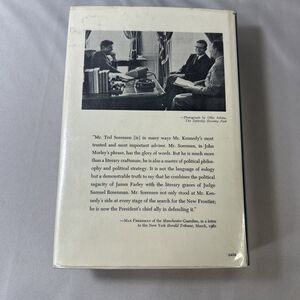 —Photograph by Ollie Atkins,
The Saturday Evening Post
"Mr. Ted Sorensen [is] in many ways Mr. Kennedy's most
trusted and most important adviser. Mr. Sorensen, in John
Morley's phrase, has the glory of words. But he is much more
than a literary craftsman; he is also a master of political philos-
ophy and political strategy. It is not the language of eulogy
but a demonstrable truth to say that he combines the political
sagacity of James Farley with the literary graces of Judge
Samuel Rosenman. Mr. Sorensen not only stood at Mr. Ken-
nedy's side at every stage of the search for the New Frontier;
he is now the President's chief ally in defending it."
—Max Freedman of the Manchester Guardian, in a letter
to the New York Herald Tribune, March, 1962